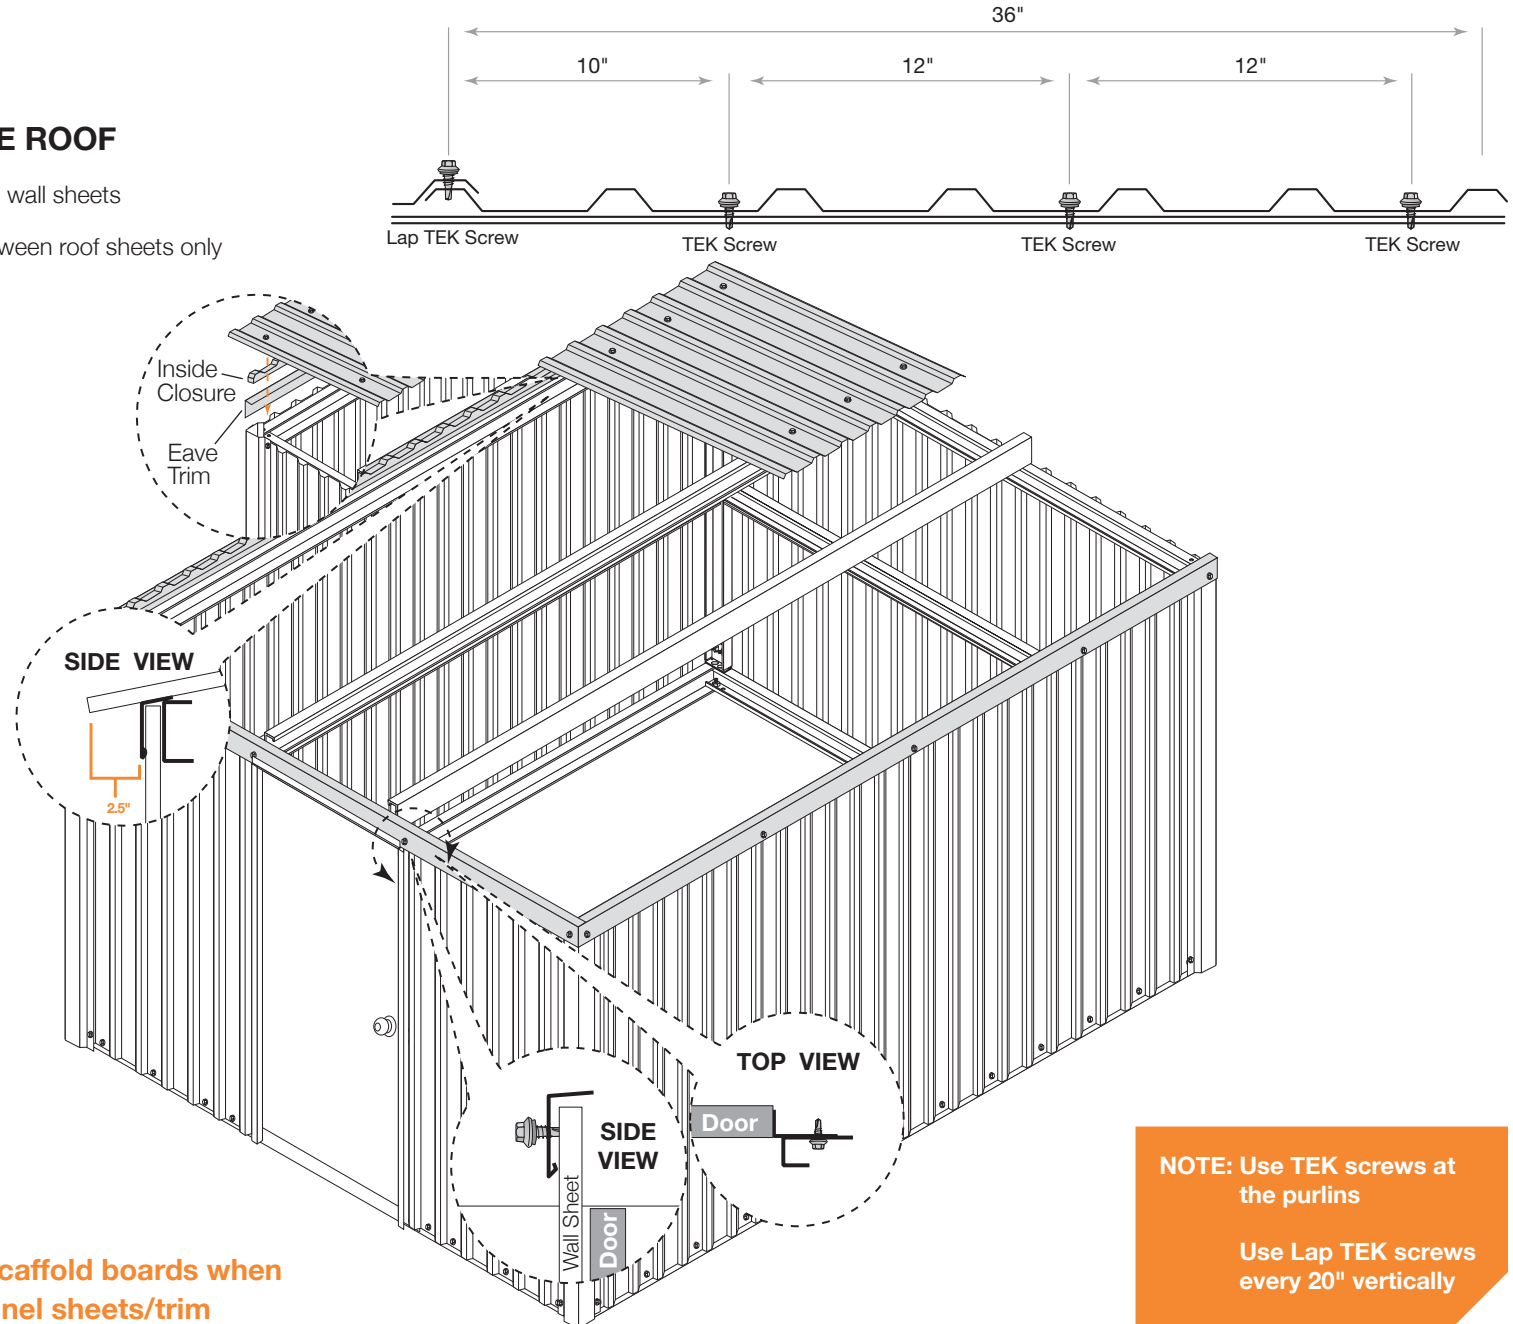 36"
10" 12" 12"
E ROOF
wall sheets
ween roof sheets only
Lap TEK Screw TEK Screw TEK Screw TEK Screw
Inside
Closure
Eave
Trim
SIDE VIEW
2.5"
TOP VIEW
Door
SIDE
VIEW
Wall Sheet
Door
NOTE: Use TEK screws at
the purlins
Use Lap TEK screws
every 20" vertically
caffold boards when
nel sheets/trim